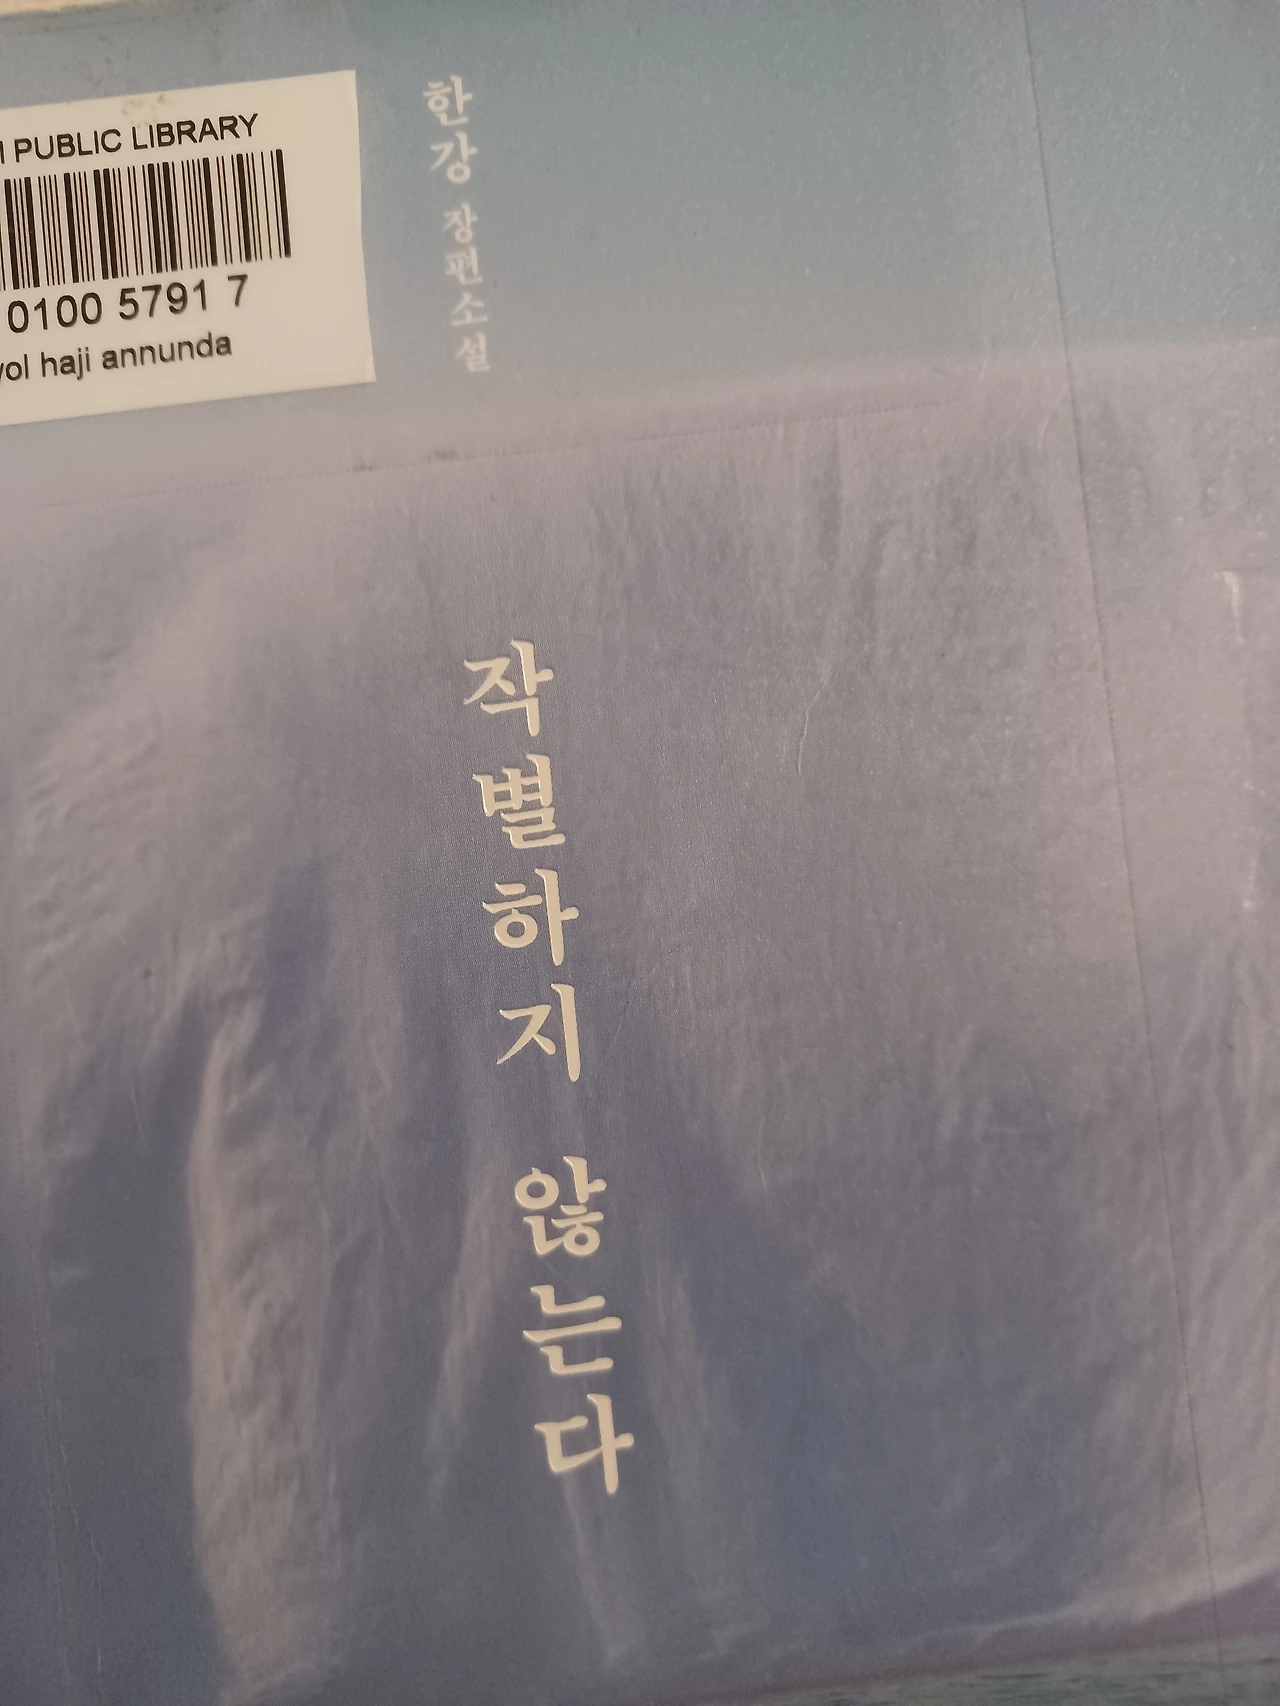 PUBLIC LIBRARY
0100 5791 7
haji annunda
한강 장편소설
작별하지 않는다